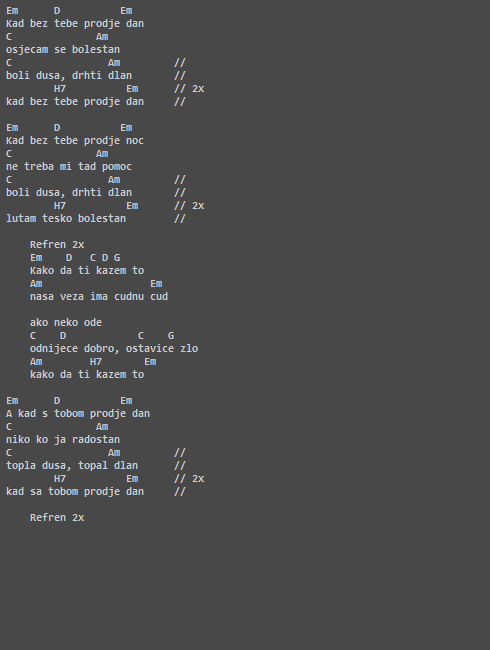 Em      D          Em
Kad bez tebe prodje dan
C              Am
osjecam se bolestan
C                Am         //
boli dusa, drhti dlan       //
        H7          Em      // 2x
kad bez tebe prodje dan     //

Em      D          Em
Kad bez tebe prodje noc
C              Am
ne treba mi tad pomoc
C                Am         //
boli dusa, drhti dlan       //
        H7          Em      // 2x
lutam tesko bolestan        //

    Refren 2x
    Em    D   C D G
    Kako da ti kazem to
    Am                  Em
    nasa veza ima cudnu cud

    ako neko ode
    C    D            C    G
    odnijece dobro, ostavice zlo
    Am        H7       Em
    kako da ti kazem to

Em      D          Em
A kad s tobom prodje dan
C              Am
niko ko ja radostan
C                Am         //
topla dusa, topal dlan      //
        H7          Em      // 2x
kad sa tobom prodje dan     //

    Refren 2x